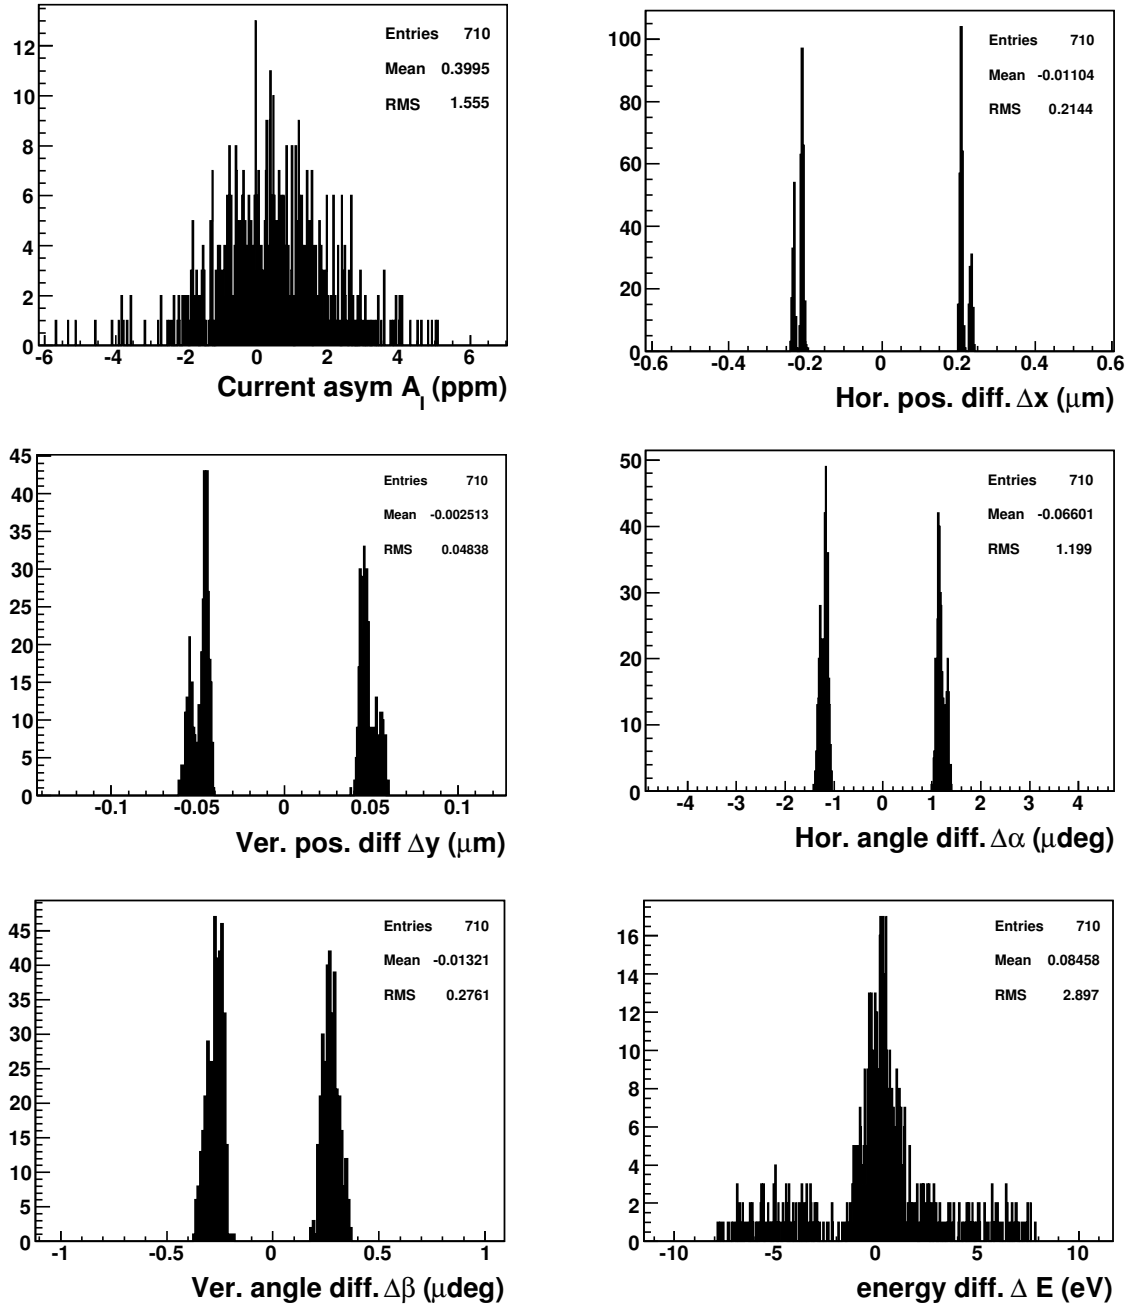 12
10
8
6
4
2
0
-6 -4 -2 0 2 4 6
Entries 710
Mean 0.3995
RMS 1.555
Current asym A_I (ppm)
100
80
60
40
20
0
-0.6 -0.4 -0.2 0 0.2 0.4 0.6
Entries 710
Mean -0.01104
RMS 0.2144
Hor. pos. diff. Δx (μm)
45
40
35
30
25
20
15
10
5
0
-0.1 -0.05 0 0.05 0.1
Entries 710
Mean -0.002513
RMS 0.04838
Ver. pos. diff Δy (μm)
50
40
30
20
10
0
-4 -3 -2 -1 0 1 2 3 4
Entries 710
Mean -0.06601
RMS 1.199
Hor. angle diff. Δα (μdeg)
45
40
35
30
25
20
15
10
5
0
-1 -0.5 0 0.5 1
Entries 710
Mean -0.01321
RMS 0.2761
Ver. angle diff. Δβ (μdeg)
16
14
12
10
8
6
4
2
0
-10 -5 0 5 10
Entries 710
Mean 0.08458
RMS 2.897
energy diff. Δ E (eV)